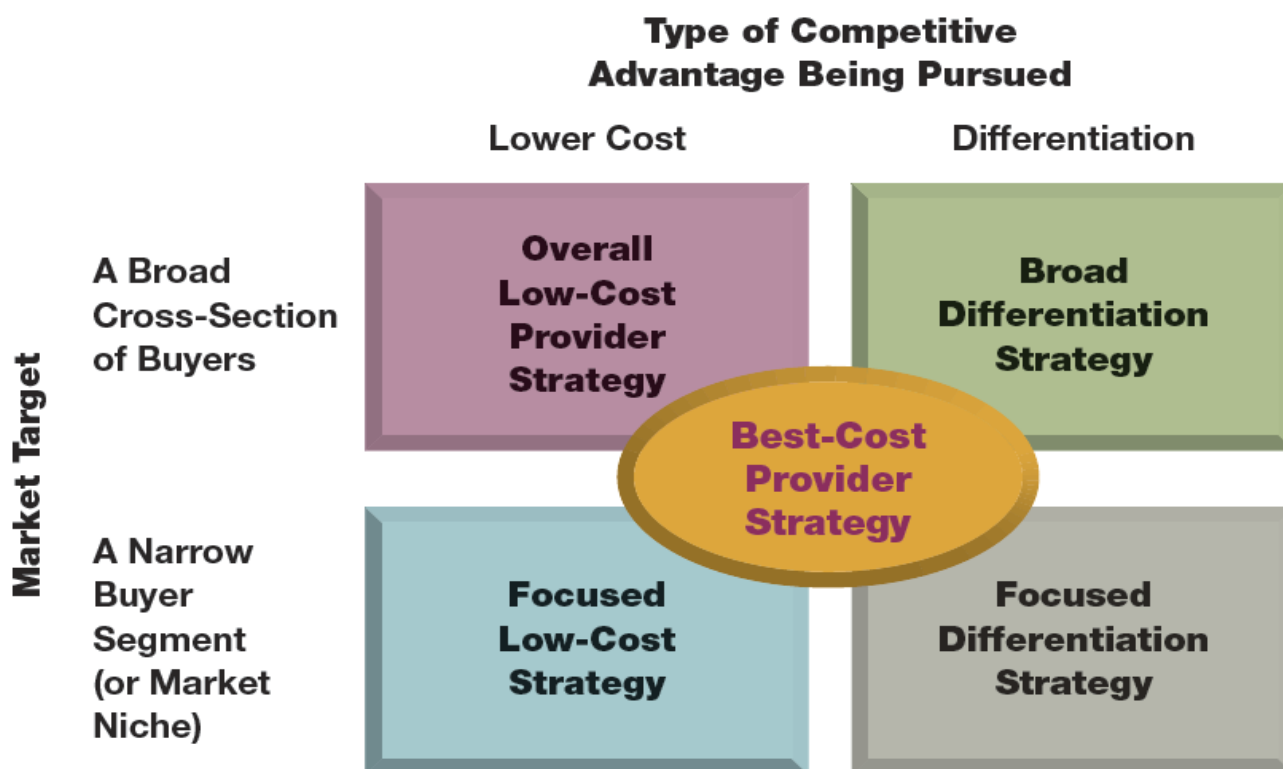 Type of Competitive
Advantage Being Pursued
Lower Cost
Differentiation
Market Target
A Broad
Cross-Section
of Buyers
Overall
Low-Cost
Provider
Strategy
Broad
Differentiation
Strategy
Best-Cost
Provider
Strategy
A Narrow
Buyer
Segment
(or Market
Niche)
Focused
Low-Cost
Strategy
Focused
Differentiation
Strategy